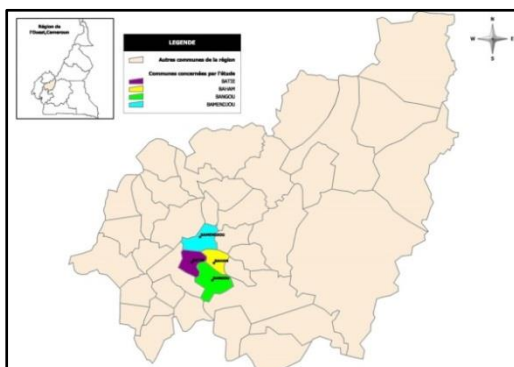 Région de
l'Ouest,Cameroun
LEGENDE
Autres communes de la région
Communes concernées par l'étude
BATIE
BAHAM
BANGOU
BAMENDJOU
N
W
E
S